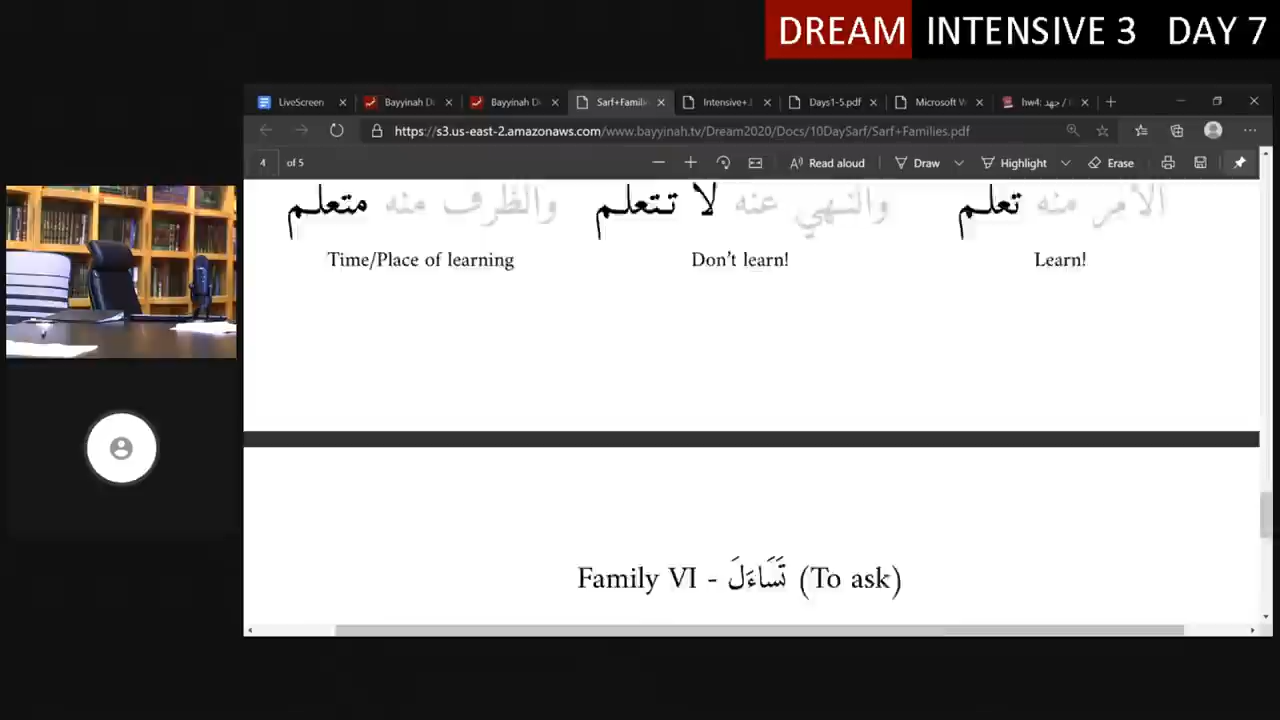 DREAM INTENSIVE 3 DAY 7
LiveScreen
Bayyinah D
Bayyinah D
Sarf+Famili
Intensive+.
Days1-5.pdf
Microsoft W
hw4: جهد /
https://s3.us-east-2.amazonaws.com/www.bayyinah.tv/Dream2020/Docs/10DaySarf/Sarf+Families.pdf
4 of 5
Read aloud
Draw
Highlight
Erase
الأمر منه تعلم والنهي عنه لا تتعلم والظرف منه متعلم
Time/Place of learning Don't learn! Learn!
Family VI - تَسَاءَلَ (To ask)